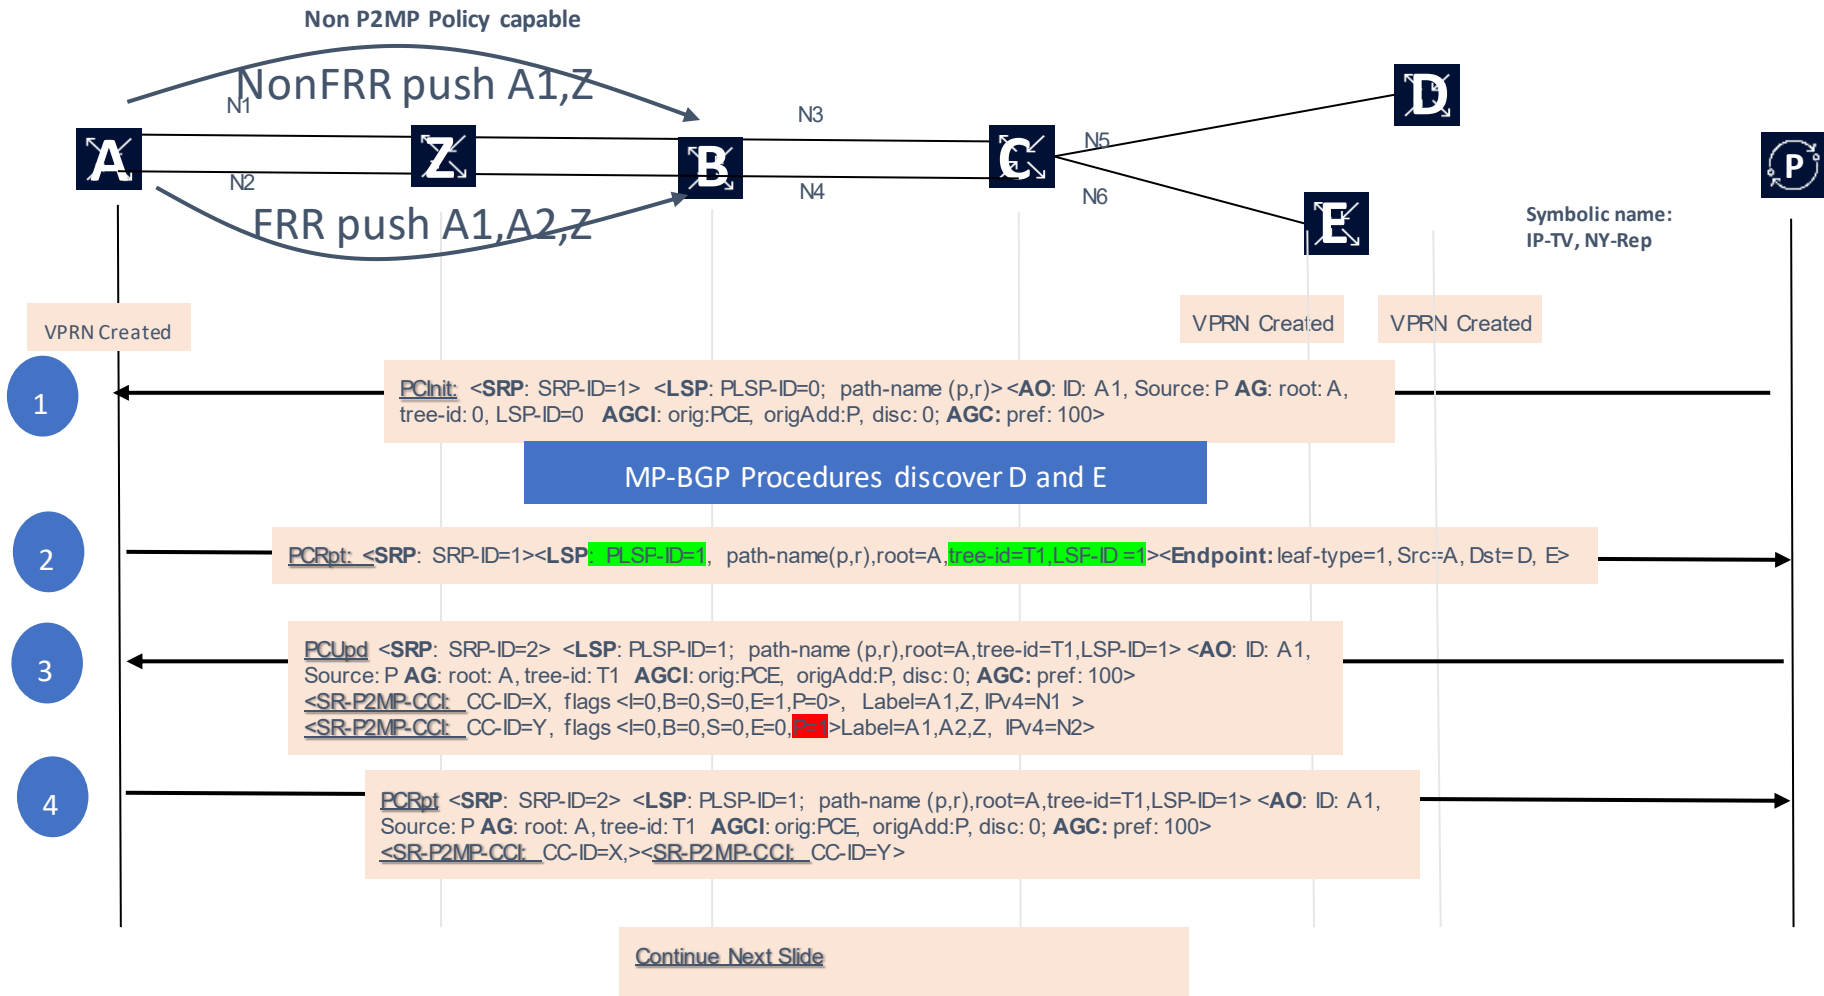 Non P2MP Policy capable
NonFRR push A1,Z
N1
N3
D
A
Z
B
C
N5
P
N2
N4
N6
FRR push A1,A2,Z
E
Symbolic name:
IP-TV, NY-Rep
VPRN Created
VPRN Created
VPRN Created
1
PCInit: <SRP: SRP-ID=1> <LSP: PLSP-ID=0; path-name (p,r)> <AO: ID: A1, Source: P AG: root: A,
tree-id: 0, LSP-ID=0 AGCI: orig:PCE, origAdd:P, disc: 0; AGC: pref: 100>
MP-BGP Procedures discover D and E
2
PCRpt: <SRP: SRP-ID=1><LSP: PLSP-ID=1, path-name(p,r),root=A,tree-id=T1,LSP-ID =1><Endpoint: leaf-type=1, Src=A, Dst= D, E>
3
PCUpd <SRP: SRP-ID=2> <LSP: PLSP-ID=1; path-name (p,r),root=A,tree-id=T1,LSP-ID=1> <AO: ID: A1,
Source: P AG: root: A, tree-id: T1 AGCI: orig:PCE, origAdd:P, disc: 0; AGC: pref: 100>
<SR-P2MP-CCI: CC-ID=X, flags <I=0,B=0,S=0,E=1,P=0>, Label=A1,Z, IPv4=N1 >
<SR-P2MP-CCI: CC-ID=Y, flags <I=0,B=0,S=0,E=0,P=1>Label=A1,A2,Z, IPv4=N2>
4
PCRpt <SRP: SRP-ID=2> <LSP: PLSP-ID=1; path-name (p,r),root=A,tree-id=T1,LSP-ID=1> <AO: ID: A1,
Source: P AG: root: A, tree-id: T1 AGCI: orig:PCE, origAdd:P, disc: 0; AGC: pref: 100>
<SR-P2MP-CCI: CC-ID=X,><SR-P2MP-CCI: CC-ID=Y>
Continue Next Slide